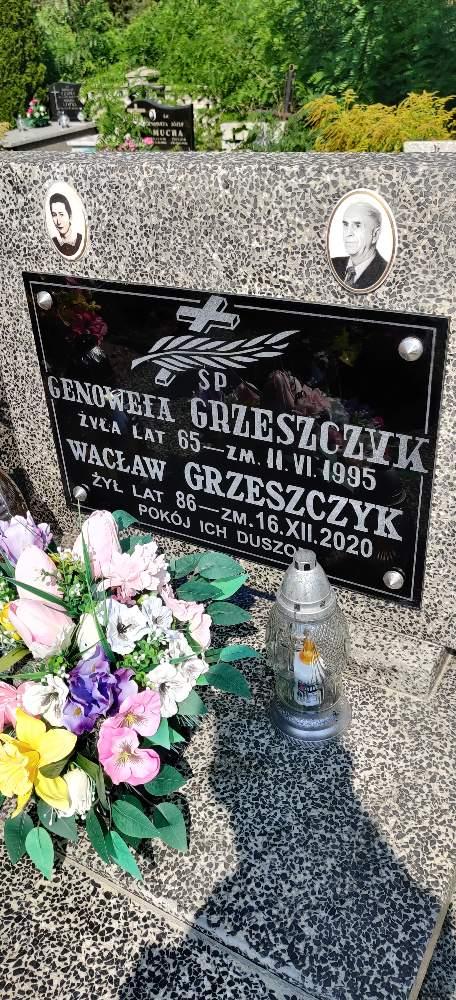 MUCHA
ŚP
GENOWEFA GRZESZCZYK
ŻYŁA LAT 65 — ZM. 11.VI.1995
WACŁAW GRZESZCZYK
ŻYŁ LAT 86 — ZM. 16.XII.2020
POKÓJ ICH DUSZOM